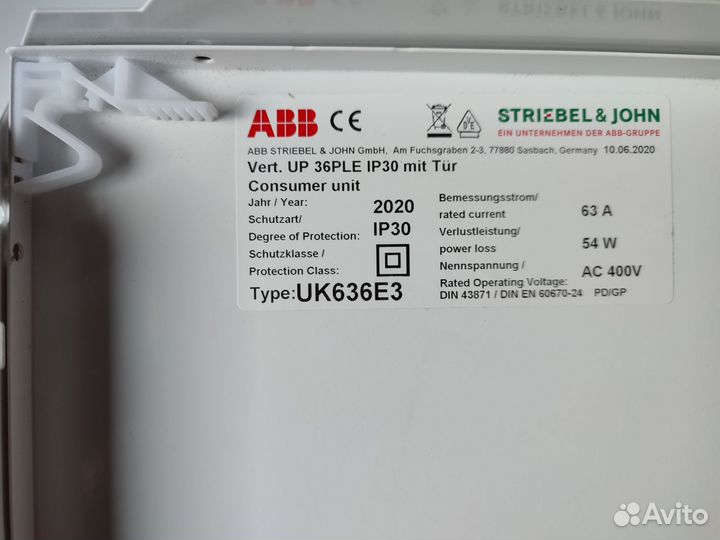 STRIEBEL & JOHN
ABB CE VDE STRIEBEL & JOHN
EIN UNTERNEHMEN DER ABB-GRUPPE
ABB STRIEBEL & JOHN GmbH, Am Fuchsgraben 2-3, 77880 Sasbach, Germany 10.06.2020
Vert. UP 36PLE IP30 mit Tür
Consumer unit
Jahr / Year: 2020
Schutzart/
Degree of Protection: IP30
Schutzklasse /
Protection Class:
Type:UK636E3
Bemessungsstrom/
rated current 63 A
Verlustleistung/
power loss 54 W
Nennspannung /
Rated Operating Voltage: AC 400V
DIN 43871 / DIN EN 60670-24 PD/GP
Avito